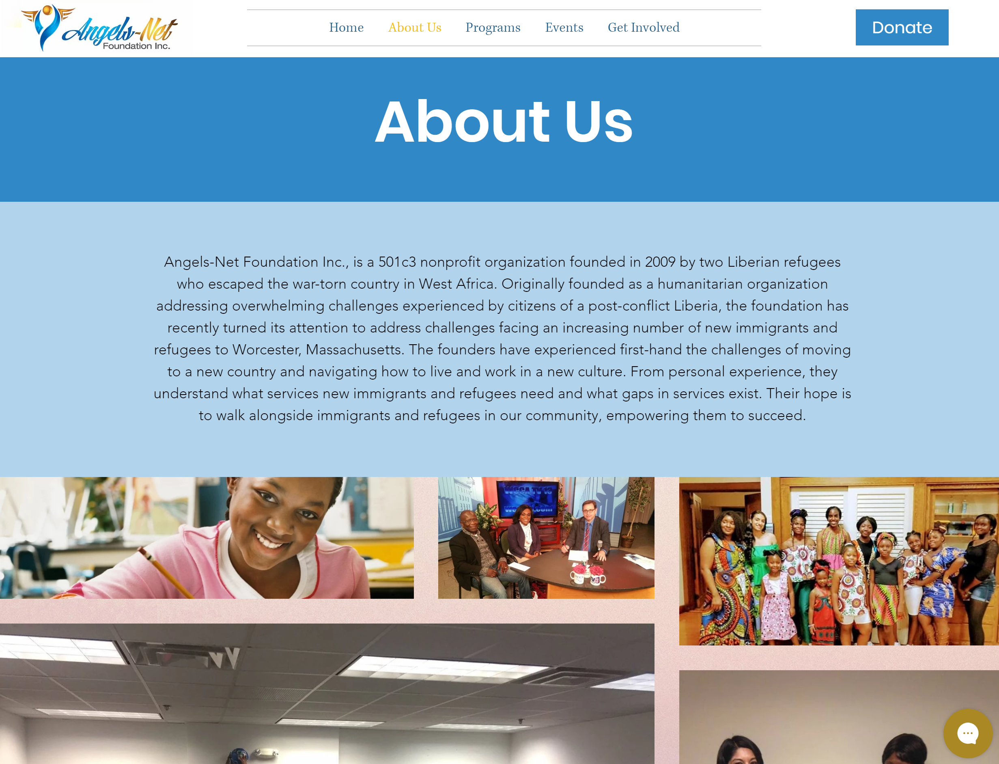 Angels-Net
Foundation Inc.
Home
About Us
Programs
Events
Get Involved
Donate
About Us
Angels-Net Foundation Inc., is a 501c3 nonprofit organization founded in 2009 by two Liberian refugees
who escaped the war-torn country in West Africa. Originally founded as a humanitarian organization
addressing overwhelming challenges experienced by citizens of a post-conflict Liberia, the foundation has
recently turned its attention to address challenges facing an increasing number of new immigrants and
refugees to Worcester, Massachusetts. The founders have experienced first-hand the challenges of moving
to a new country and navigating how to live and work in a new culture. From personal experience, they
understand what services new immigrants and refugees need and what gaps in services exist. Their hope is
to walk alongside immigrants and refugees in our community, empowering them to succeed.
WCCA TV 13